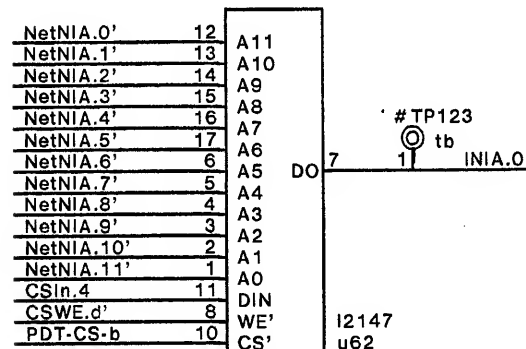 NetNIA.0' 12 A11
NetNIA.1' 13 A10
NetNIA.2' 14 A9
NetNIA.3' 15 A8
NetNIA.4' 16 A7
NetNIA.5' 17 A6
NetNIA.6' 6 A5 DO 7 1 INIA.0
#TP123
tb
NetNIA.7' 5 A4
NetNIA.8' 4 A3
NetNIA.9' 3 A2
NetNIA.10' 2 A1
NetNIA.11' 1 A0
CSIn.4 11 DIN
CSWE.d' 8 WE' I2147
PDT-CS-b 10 CS' u62